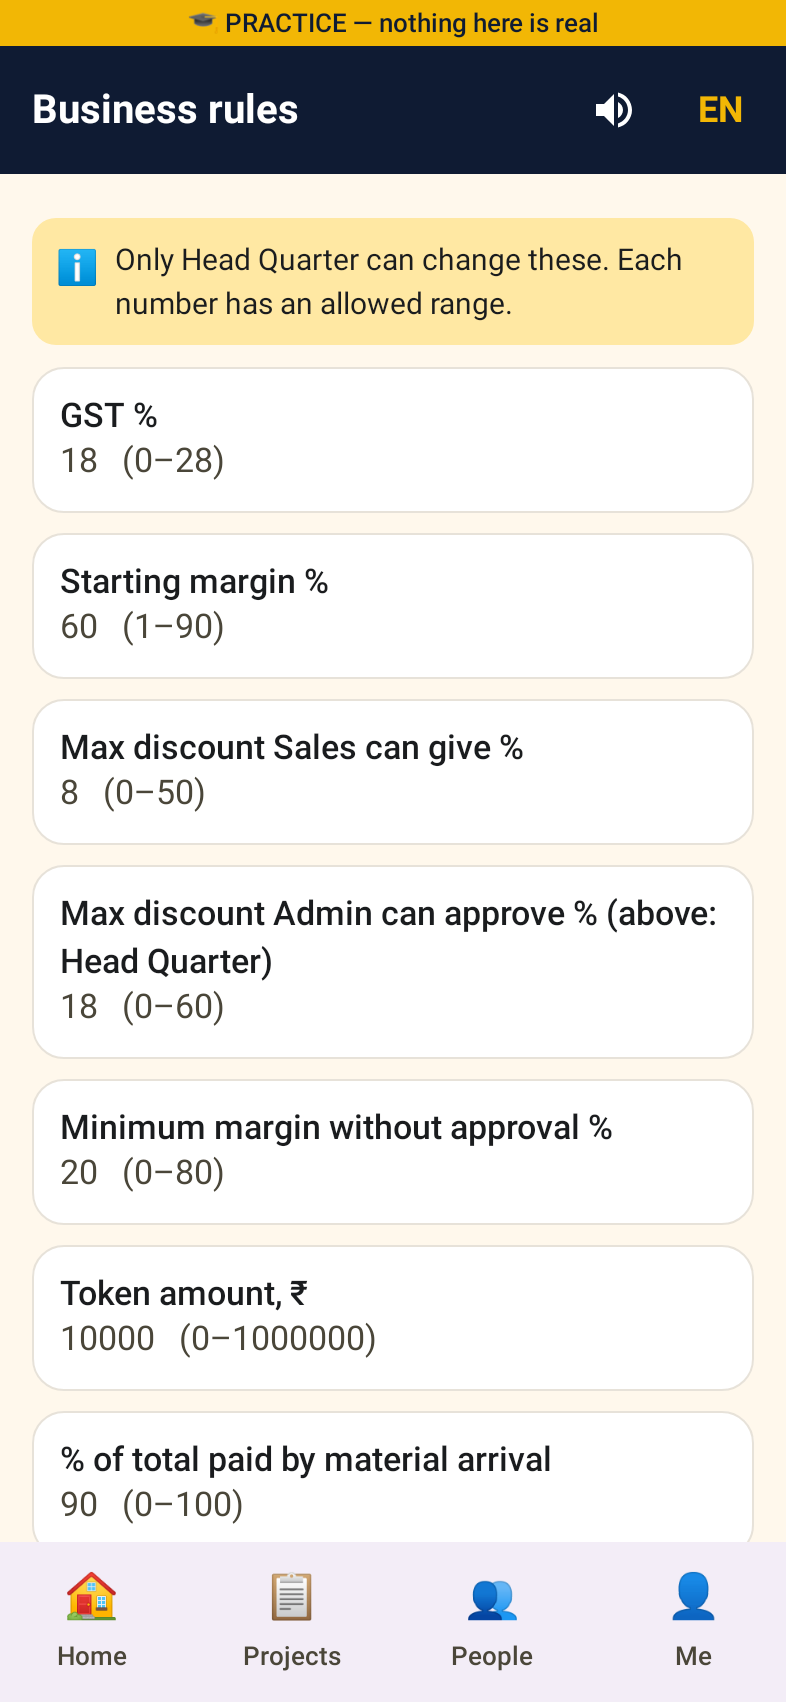 PRACTICE — nothing here is real
Business rules
EN
Only Head Quarter can change these. Each
number has an allowed range.
GST %
18 (0–28)
Starting margin %
60 (1–90)
Max discount Sales can give %
8 (0–50)
Max discount Admin can approve % (above:
Head Quarter)
18 (0–60)
Minimum margin without approval %
20 (0–80)
Token amount, ₹
10000 (0–1000000)
% of total paid by material arrival
90 (0–100)
Home
Projects
People
Me